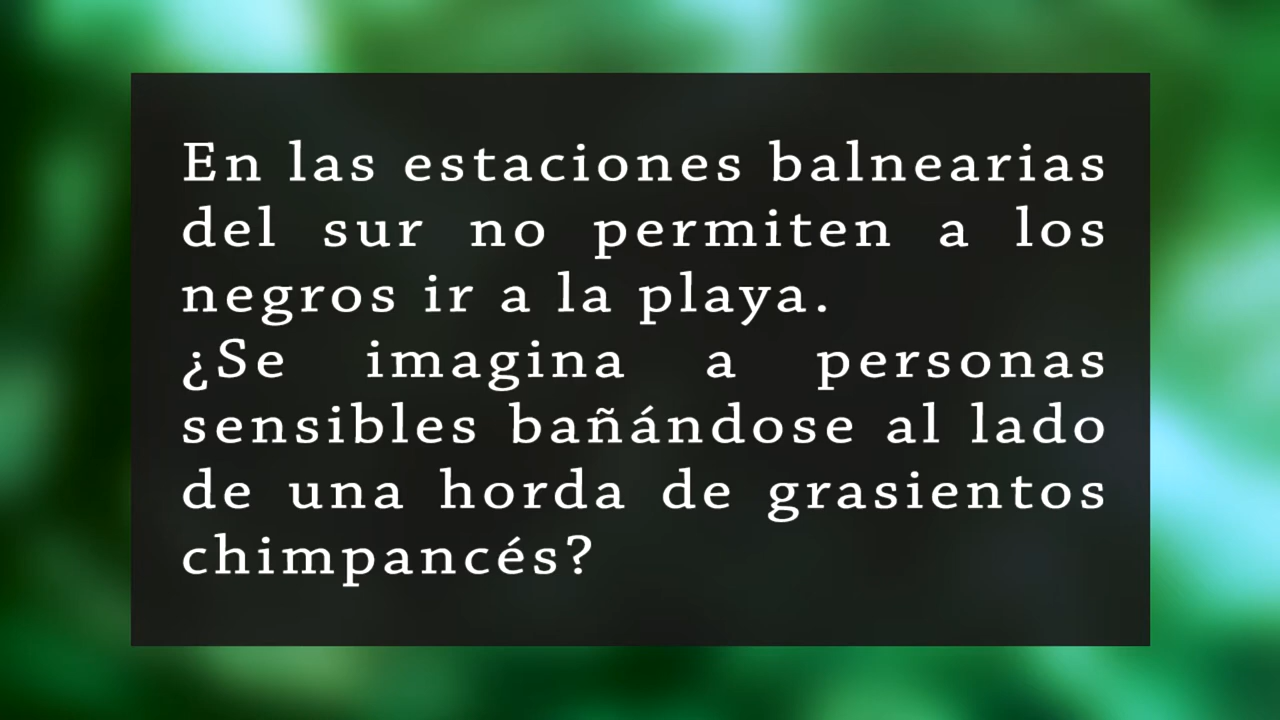 En las estaciones balnearias
del sur no permiten a los
negros ir a la playa.
¿Se imagina a personas
sensibles bañándose al lado
de una horda de grasientos
chimpancés?